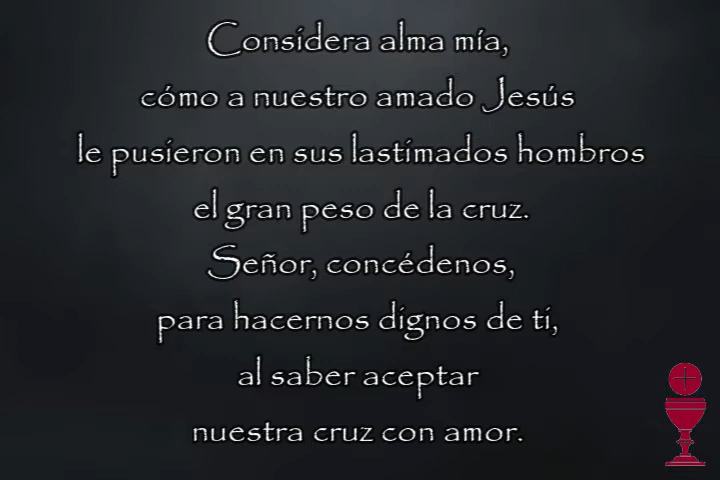 Considera alma mía,
cómo a nuestro amado Jesús
le pusieron en sus lastimados hombros
el gran peso de la cruz.
Señor, concédenos,
para hacernos dignos de ti,
al saber aceptar
nuestra cruz con amor.